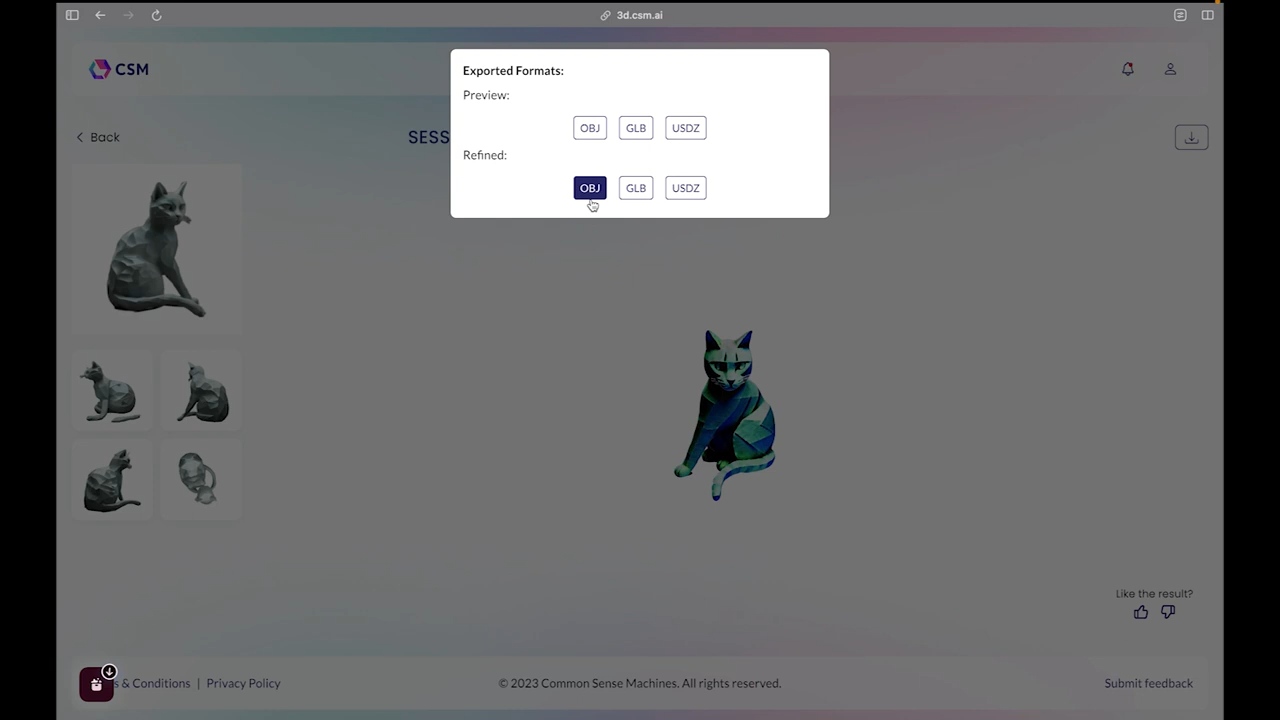 3d.csm.ai
CSM
Exported Formats:
Preview:
OBJ GLB USDZ
Refined:
OBJ GLB USDZ
Back
SESS
Like the result?
s & Conditions | Privacy Policy
© 2023 Common Sense Machines. All rights reserved.
Submit feedback